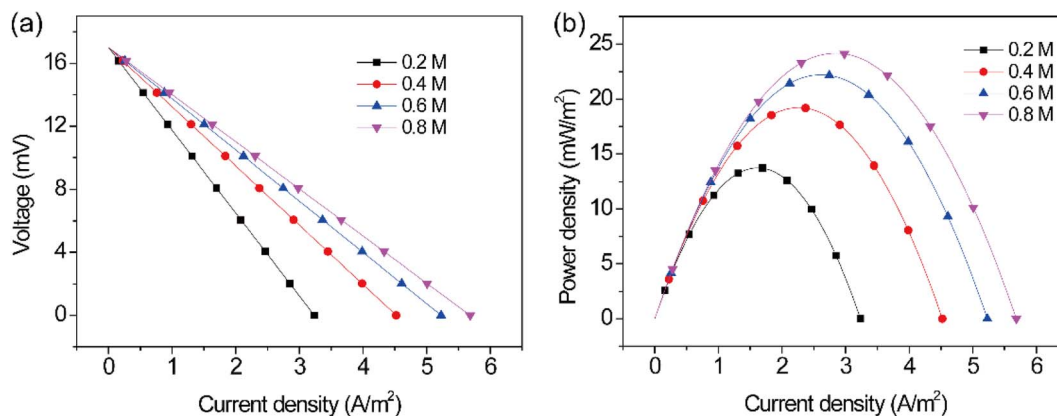 (a)
Voltage (mV)
16
12
8
4
0
0.2 M
0.4 M
0.6 M
0.8 M
0 1 2 3 4 5 6
Current density (A/m²)
(b)
Power density (mW/m²)
25
20
15
10
5
0
0.2 M
0.4 M
0.6 M
0.8 M
0 1 2 3 4 5 6
Current density (A/m²)